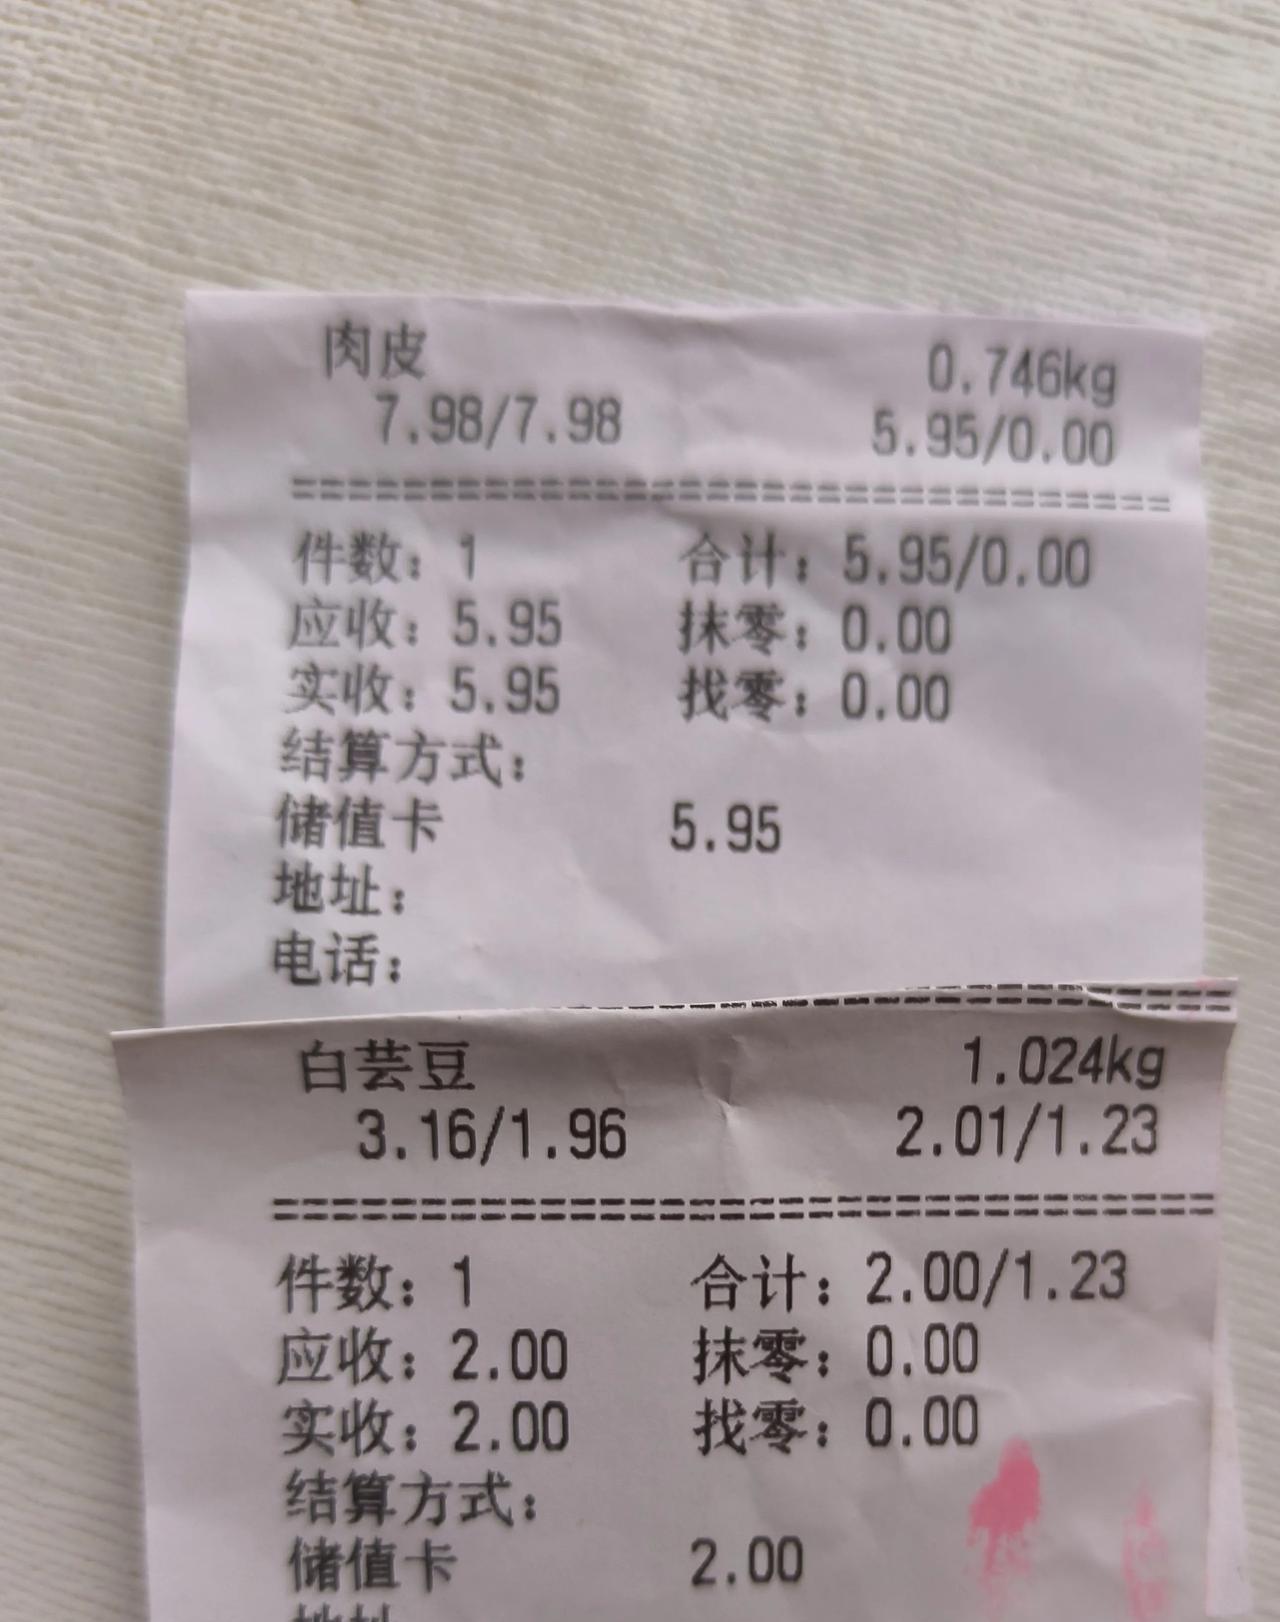 肉皮 0.746kg
7.98/7.98 5.95/0.00
================================
件数：1 合计：5.95/0.00
应收：5.95 抹零：0.00
实收：5.95 找零：0.00
结算方式：
储值卡 5.95
地址：
电话：
白芸豆 1.024kg
3.16/1.96 2.01/1.23
================================
件数：1 合计：2.00/1.23
应收：2.00 抹零：0.00
实收：2.00 找零：0.00
结算方式：
储值卡 2.00